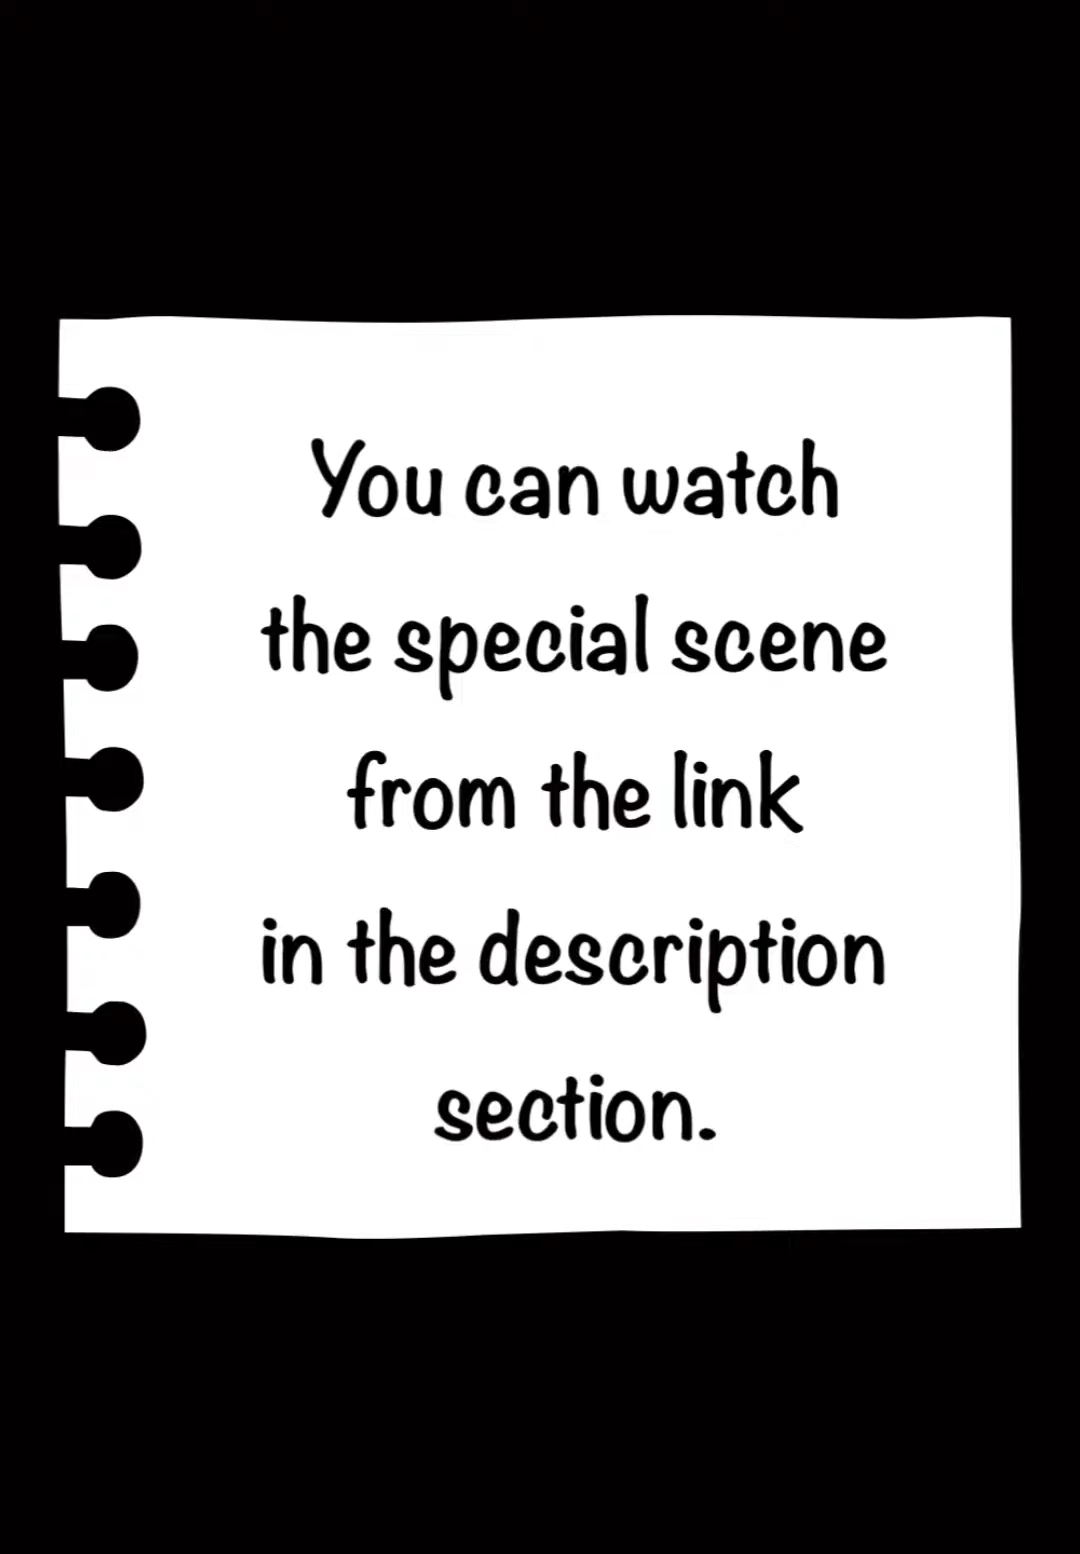 You can watch
the special scene
from the link
in the description
section.